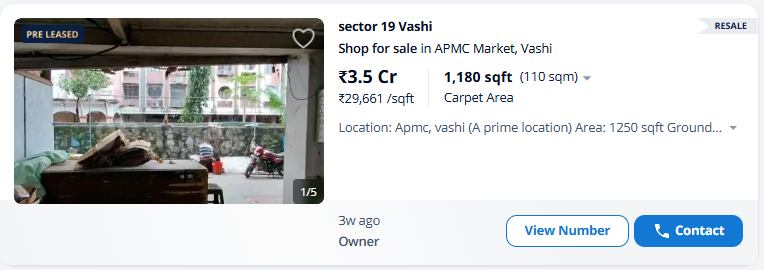 PRE LEASED
1/5
sector 19 Vashi
RESALE
Shop for sale in APMC Market, Vashi
₹3.5 Cr
₹29,661 /sqft
1,180 sqft (110 sqm)
Carpet Area
Location: Apmc, vashi (A prime location) Area: 1250 sqft Ground...
3w ago
Owner
View Number
Contact